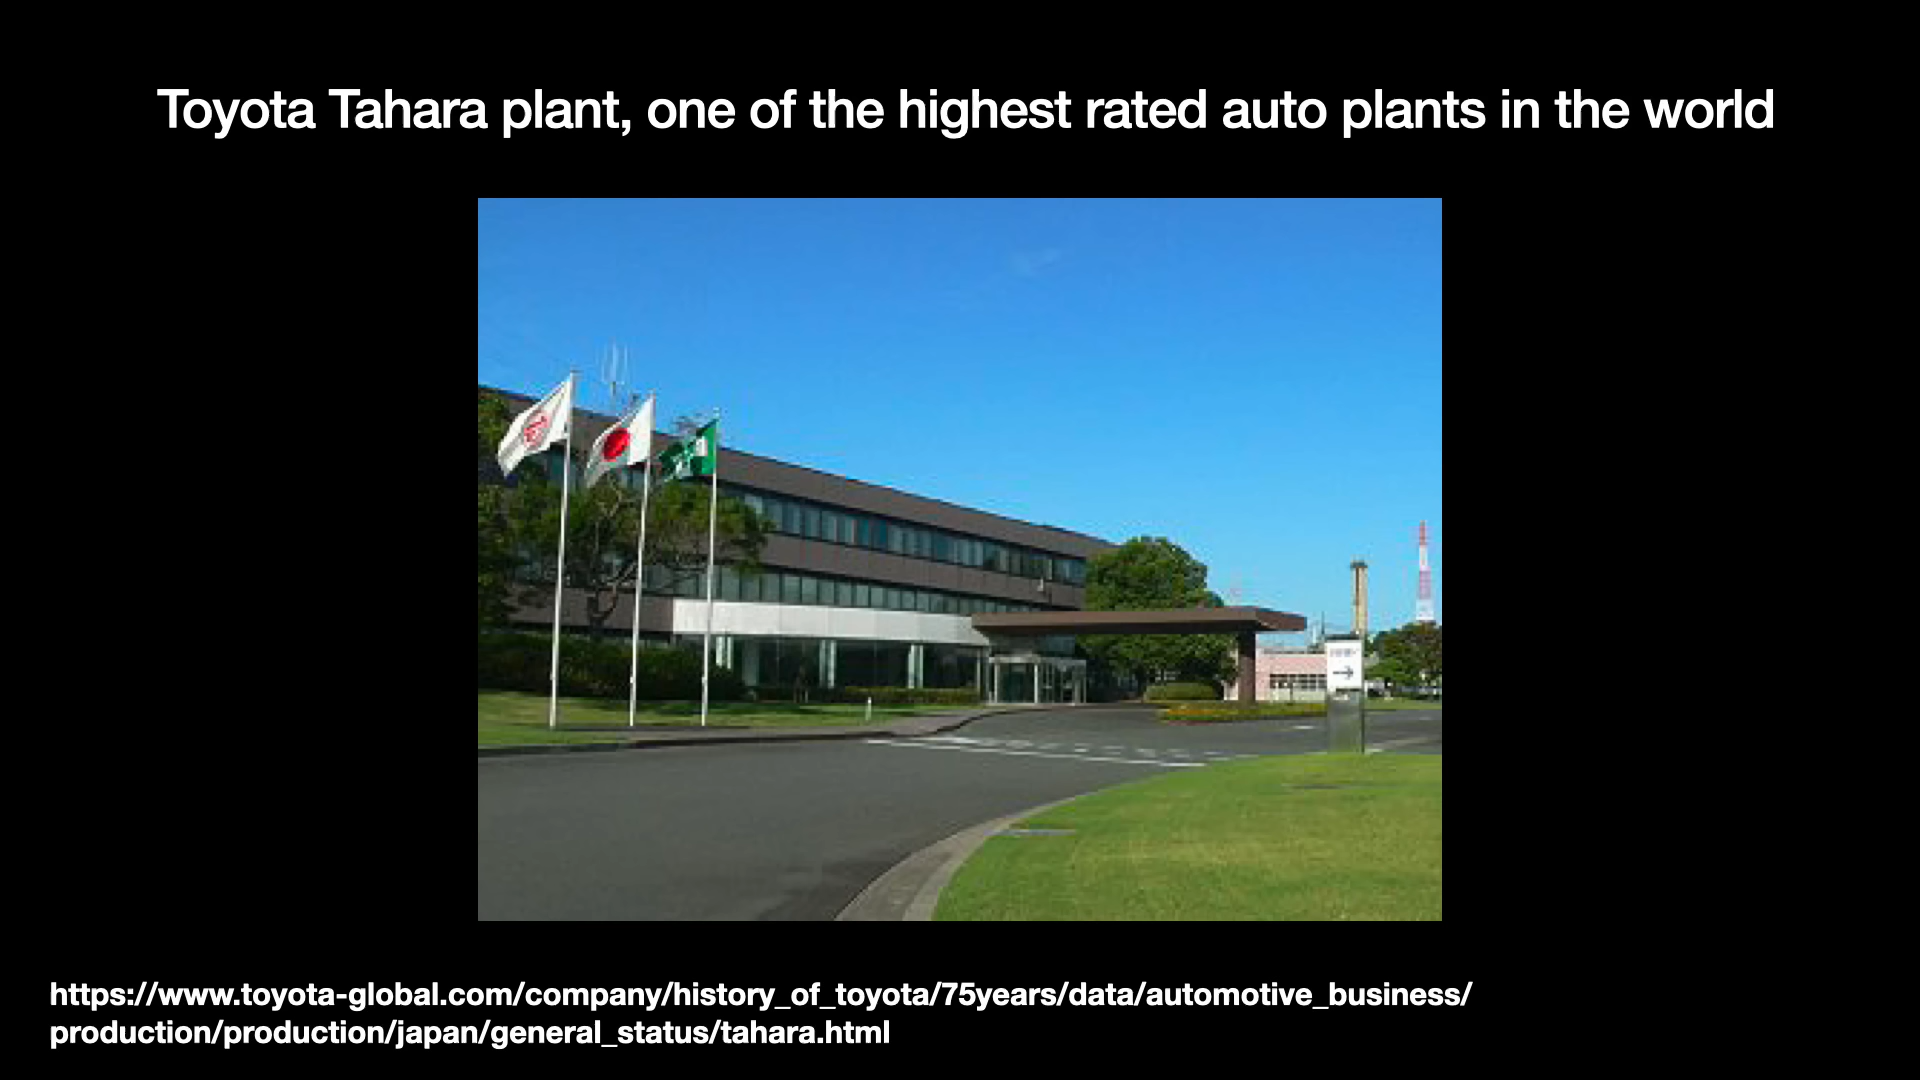 Toyota Tahara plant, one of the highest rated auto plants in the world
https://www.toyota-global.com/company/history_of_toyota/75years/data/automotive_business/
production/production/japan/general_status/tahara.html